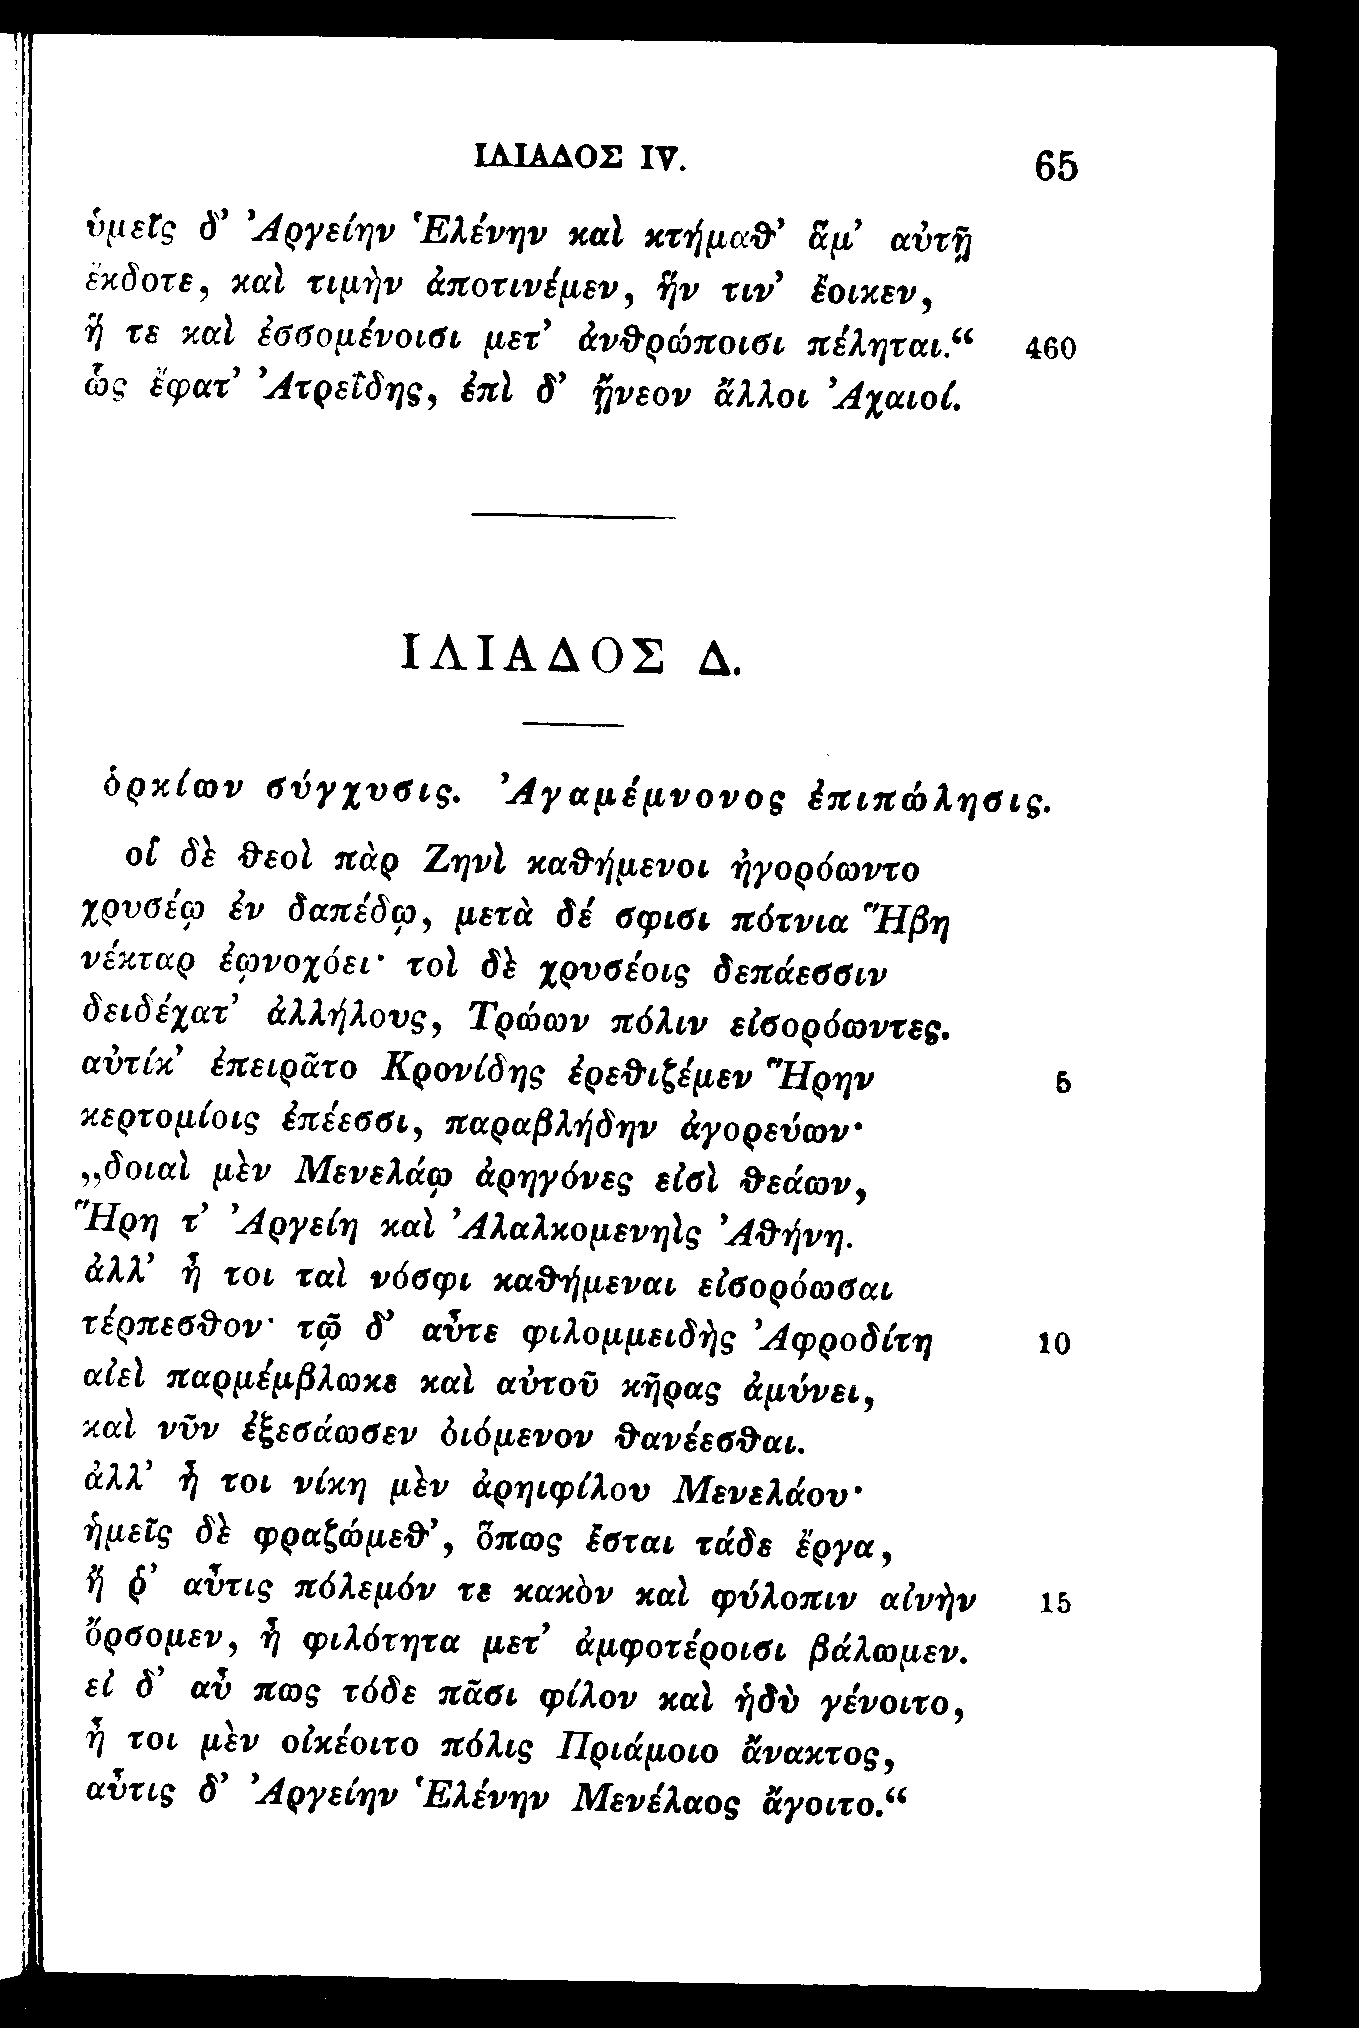 ΙΛΙΑΔΟΣ IV. 65
ὑμεῖς δ’ Ἀργείην Ἑλένην καὶ κτήμαθ’ ἅμ’ αὐτῇ
ἔκδοτε, καὶ τιμὴν ἀποτινέμεν, ἥν τιν’ ἔοικεν,
ἥ τε καὶ ἐσσομένοισι μετ’ ἀνθρώποισι πέληται.“ 460
ὣς ἔφατ’ Ἀτρεΐδης, ἐπὶ δ’ ᾔνεον ἄλλοι Ἀχαιοί.
ΙΛΙΑΔΟΣ Δ.
ὁρκίων σύγχυσις. Ἀγαμέμνονος ἐπιπώλησις.
οἳ δὲ θεοὶ πὰρ Ζηνὶ καθήμενοι ἠγορόωντο
χρυσέῳ ἐν δαπέδῳ, μετὰ δέ σφισι πότνια Ἥβη
νέκταρ ἐῳνοχόει· τοὶ δὲ χρυσέοις δεπάεσσιν
δειδέχατ’ ἀλλήλους, Τρώων πόλιν εἰσορόωντες.
αὐτίκ’ ἐπειρᾶτο Κρονίδης ἐρεθιζέμεν Ἥρην 5
κερτομίοις ἐπέεσσι, παραβλήδην ἀγορεύων·
„δοιαὶ μὲν Μενελάῳ ἀρηγόνες εἰσὶ θεάων,
Ἥρη τ’ Ἀργείη καὶ Ἀλαλκομενηὶς Ἀθήνη.
ἀλλ’ ἦ τοι ταὶ νόσφι καθήμεναι εἰσορόωσαι
τέρπεσθον· τῷ δ’ αὖτε φιλομμειδὴς Ἀφροδίτη 10
αἰεὶ παρμέμβλωκε καὶ αὐτοῦ κῆρας ἀμύνει,
καὶ νῦν ἐξεσάωσεν ὀιόμενον θανέεσθαι.
ἀλλ’ ἦ τοι νίκη μὲν ἀρηιφίλου Μενελάου·
ἡμεῖς δὲ φραζώμεθ’, ὅπως ἔσται τάδε ἔργα,
ἤ ῥ’ αὖτις πόλεμόν τε κακὸν καὶ φύλοπιν αἰνὴν 15
ὄρσομεν, ἦ φιλότητα μετ’ ἀμφοτέροισι βάλωμεν.
εἰ δ’ αὖ πως τόδε πᾶσι φίλον καὶ ἡδὺ γένοιτο,
ἦ τοι μὲν οἰκέοιτο πόλις Πριάμοιο ἄνακτος,
αὖτις δ’ Ἀργείην Ἑλένην Μενέλαος ἄγοιτο.“